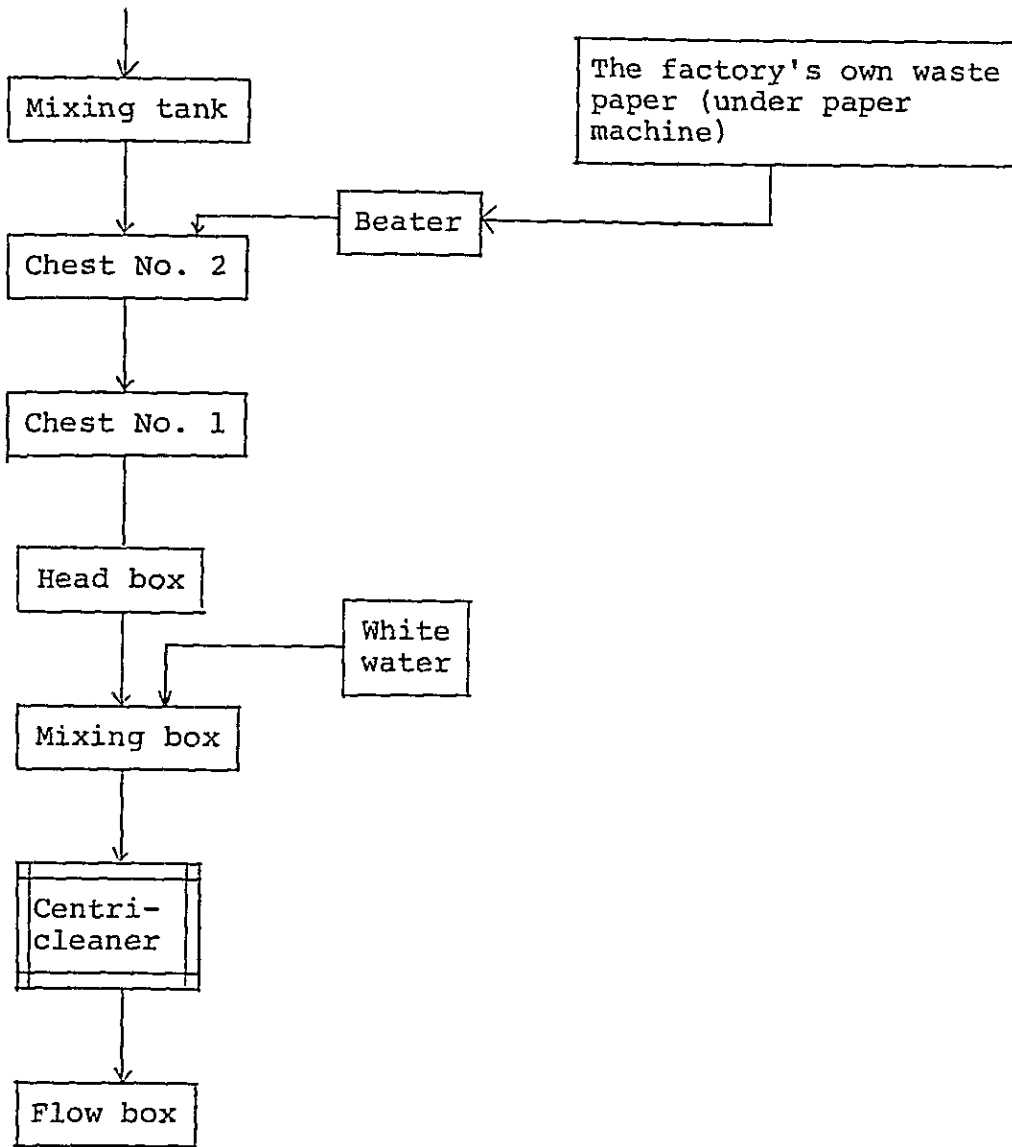 The factory's own waste
paper (under paper
machine)
Mixing tank
Beater
Chest No. 2
Chest No. 1
Head box
White
water
Mixing box
Centri-
cleaner
Flow box